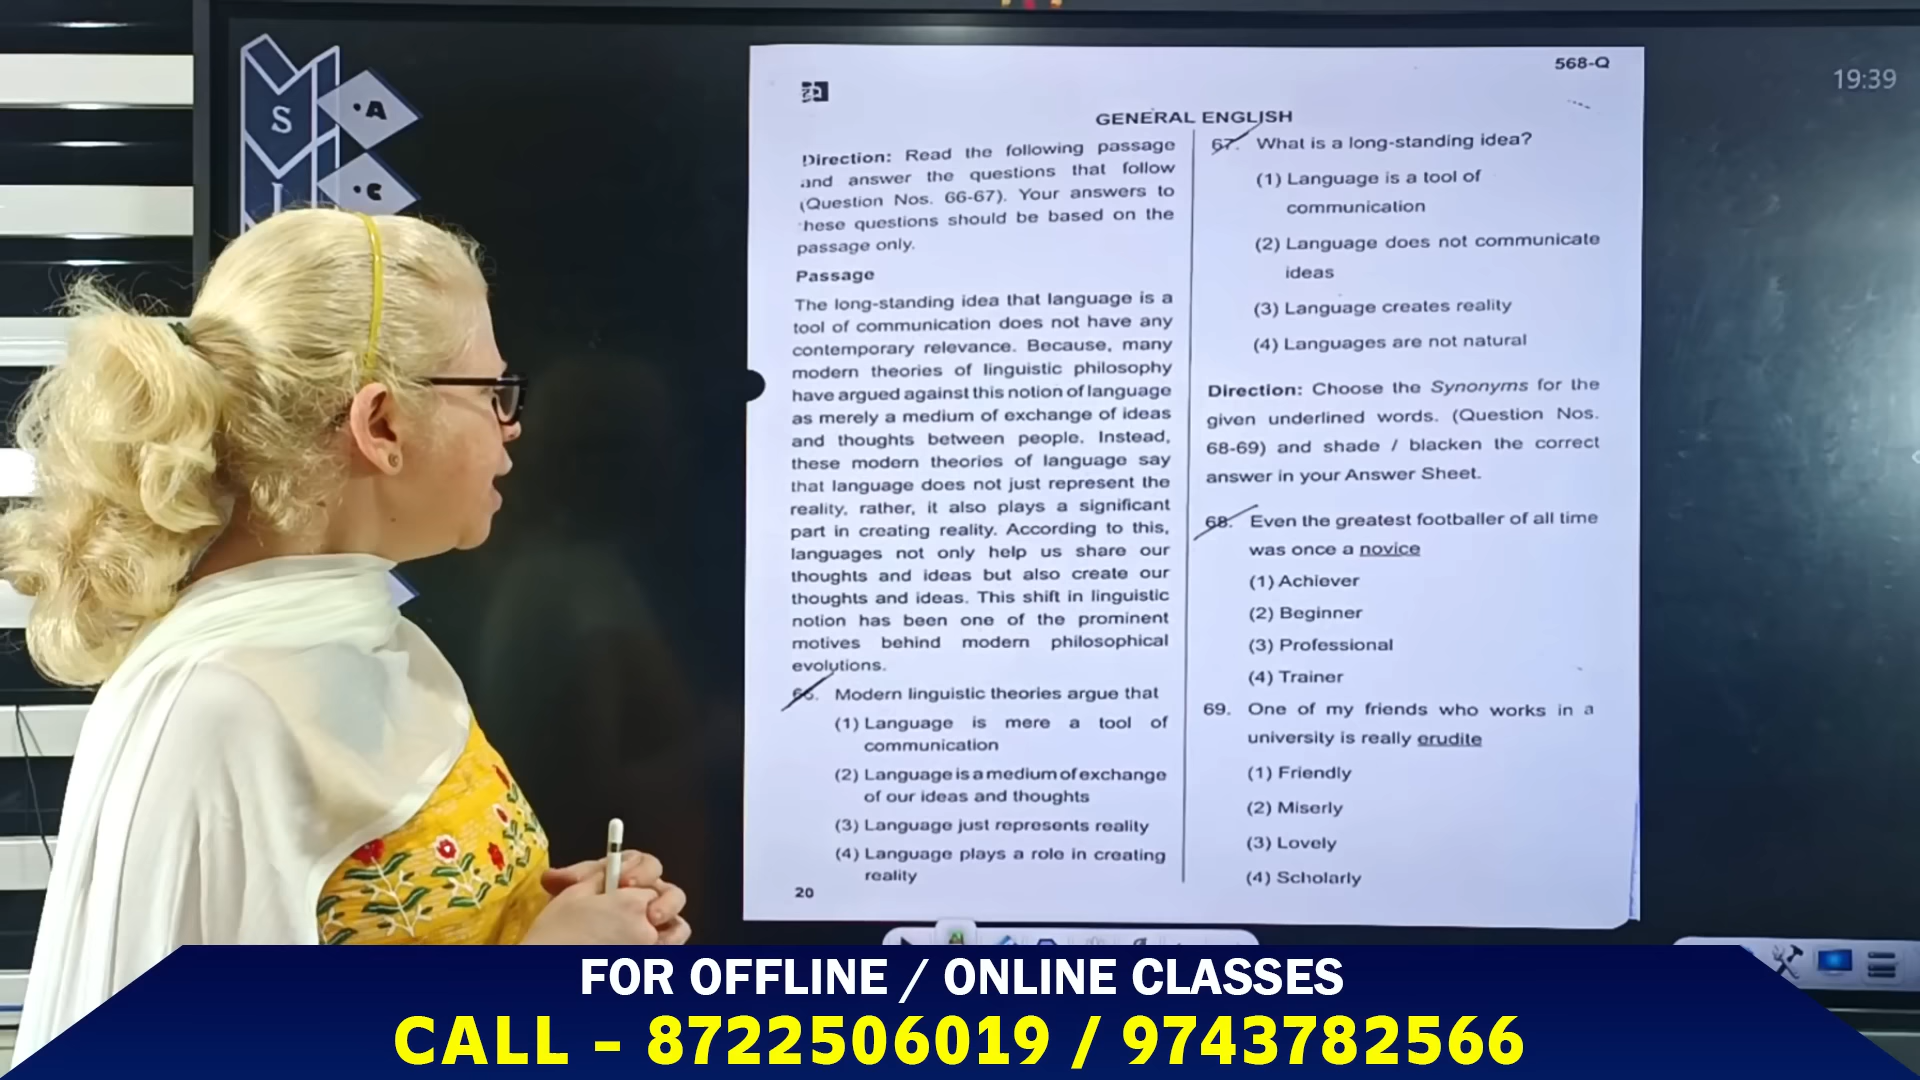 S
I
•A
•C
19:39
568-Q
GENERAL ENGLISH
Direction: Read the following passage
and answer the questions that follow
(Question Nos. 66-67). Your answers to
these questions should be based on the
passage only.
Passage
The long-standing idea that language is a
tool of communication does not have any
contemporary relevance. Because, many
modern theories of linguistic philosophy
have argued against this notion of language
as merely a medium of exchange of ideas
and thoughts between people. Instead,
these modern theories of language say
that language does not just represent the
reality, rather, it also plays a significant
part in creating reality. According to this,
languages not only help us share our
thoughts and ideas but also create our
thoughts and ideas. This shift in linguistic
notion has been one of the prominent
motives behind modern philosophical
evolutions.
66. Modern linguistic theories argue that
(1) Language is mere a tool of
communication
(2) Language is a medium of exchange
of our ideas and thoughts
(3) Language just represents reality
(4) Language plays a role in creating
reality
20
67. What is a long-standing idea?
(1) Language is a tool of
communication
(2) Language does not communicate
ideas
(3) Language creates reality
(4) Languages are not natural
Direction: Choose the Synonyms for the
given underlined words. (Question Nos.
68-69) and shade / blacken the correct
answer in your Answer Sheet.
68. Even the greatest footballer of all time
was once a novice
(1) Achiever
(2) Beginner
(3) Professional
(4) Trainer
69. One of my friends who works in a
university is really erudite
(1) Friendly
(2) Miserly
(3) Lovely
(4) Scholarly
FOR OFFLINE / ONLINE CLASSES
CALL – 8722506019 / 9743782566